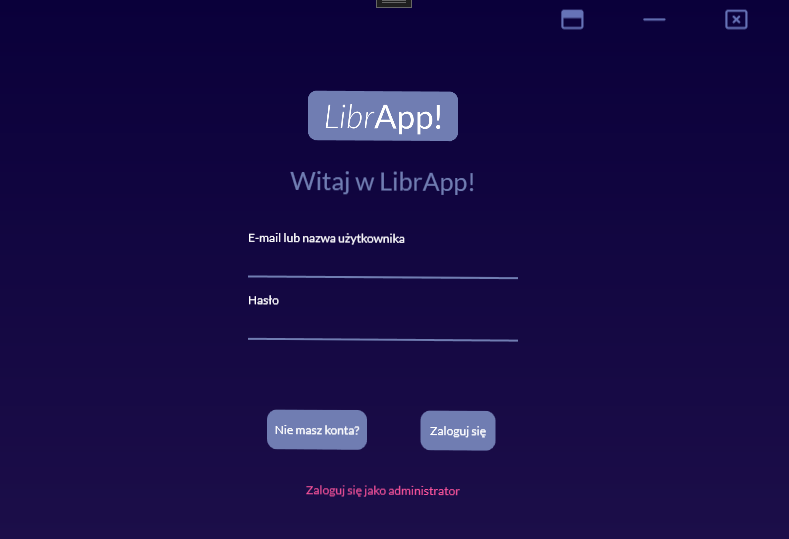 LibrApp!
Witaj w LibrApp!
E-mail lub nazwa użytkownika
Hasło
Nie masz konta?
Zaloguj się
Zaloguj się jako administrator